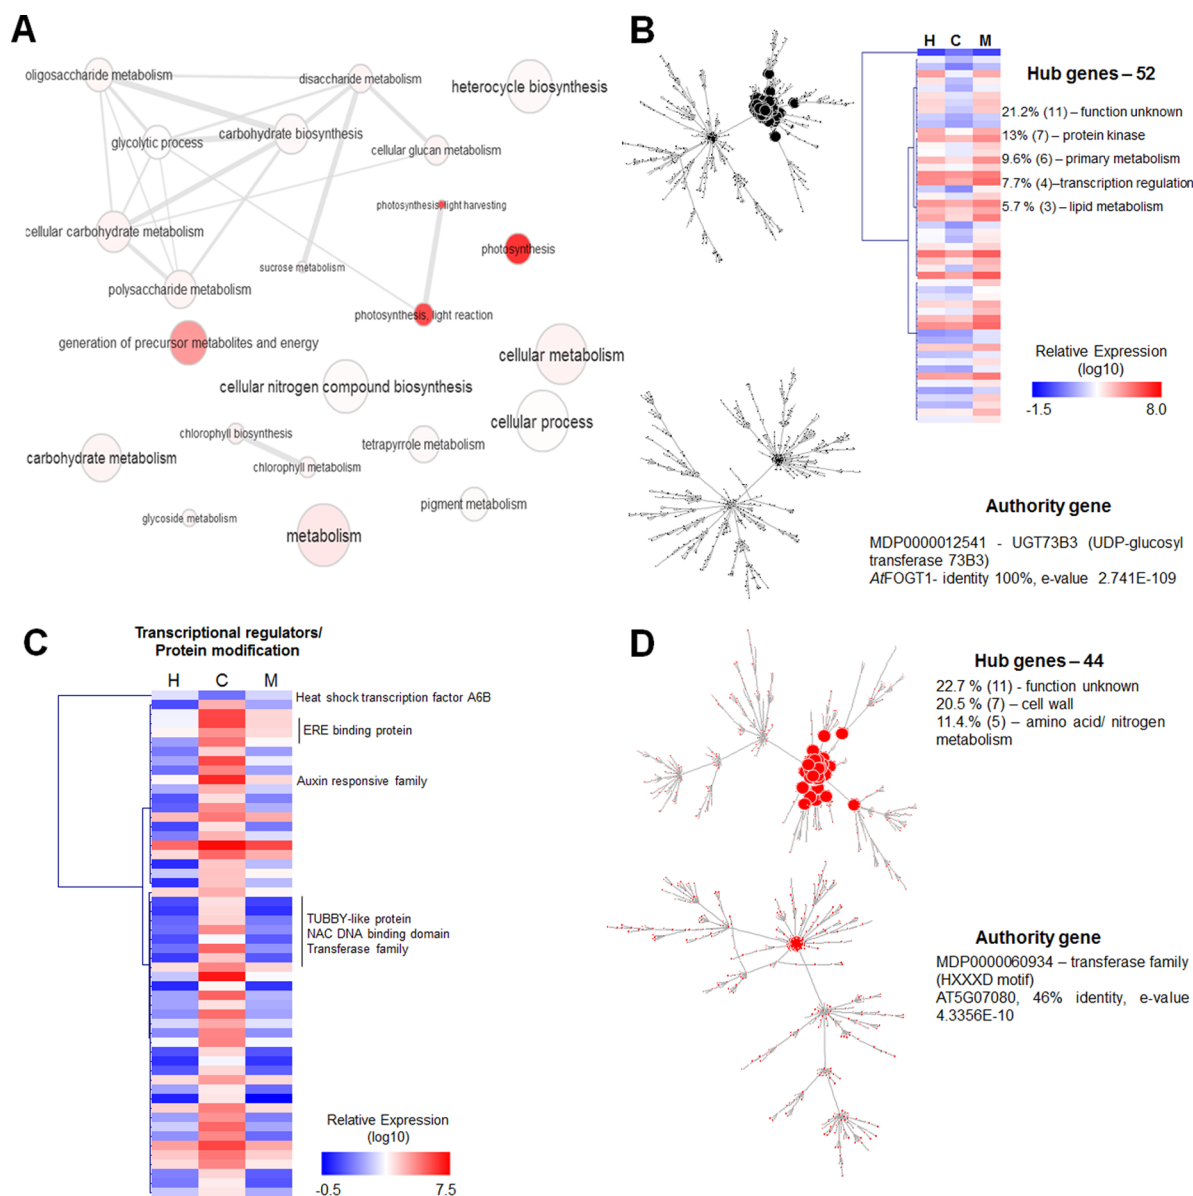 A
oligosaccharide metabolism
disaccharide metabolism
heterocycle biosynthesis
glycolytic process
carbohydrate biosynthesis
cellular glucan metabolism
photosynthesis, light harvesting
cellular carbohydrate metabolism
photosynthesis
sucrose metabolism
polysaccharide metabolism
photosynthesis, light reaction
generation of precursor metabolites and energy
cellular metabolism
cellular nitrogen compound biosynthesis
cellular process
chlorophyll biosynthesis
tetrapyrrole metabolism
carbohydrate metabolism
chlorophyll metabolism
pigment metabolism
glycoside metabolism
metabolism
B
H C M
Hub genes – 52
21.2% (11) – function unknown
13% (7) – protein kinase
9.6% (6) – primary metabolism
7.7% (4)–transcription regulation
5.7 % (3) – lipid metabolism
Relative Expression
(log10)
-1.5 8.0
Authority gene
MDP0000012541 - UGT73B3 (UDP-glucosyl
transferase 73B3)
AtFOGT1- identity 100%, e-value 2.741E-109
C
Transcriptional regulators/
Protein modification
H C M
Heat shock transcription factor A6B
ERE binding protein
Auxin responsive family
TUBBY-like protein
NAC DNA binding domain
Transferase family
Relative Expression
(log10)
-0.5 7.5
D
Hub genes – 44
22.7 % (11) - function unknown
20.5 % (7) – cell wall
11.4.% (5) – amino acid/ nitrogen
metabolism
Authority gene
MDP0000060934 – transferase family
(HXXXD motif)
AT5G07080, 46% identity, e-value
4.3356E-10